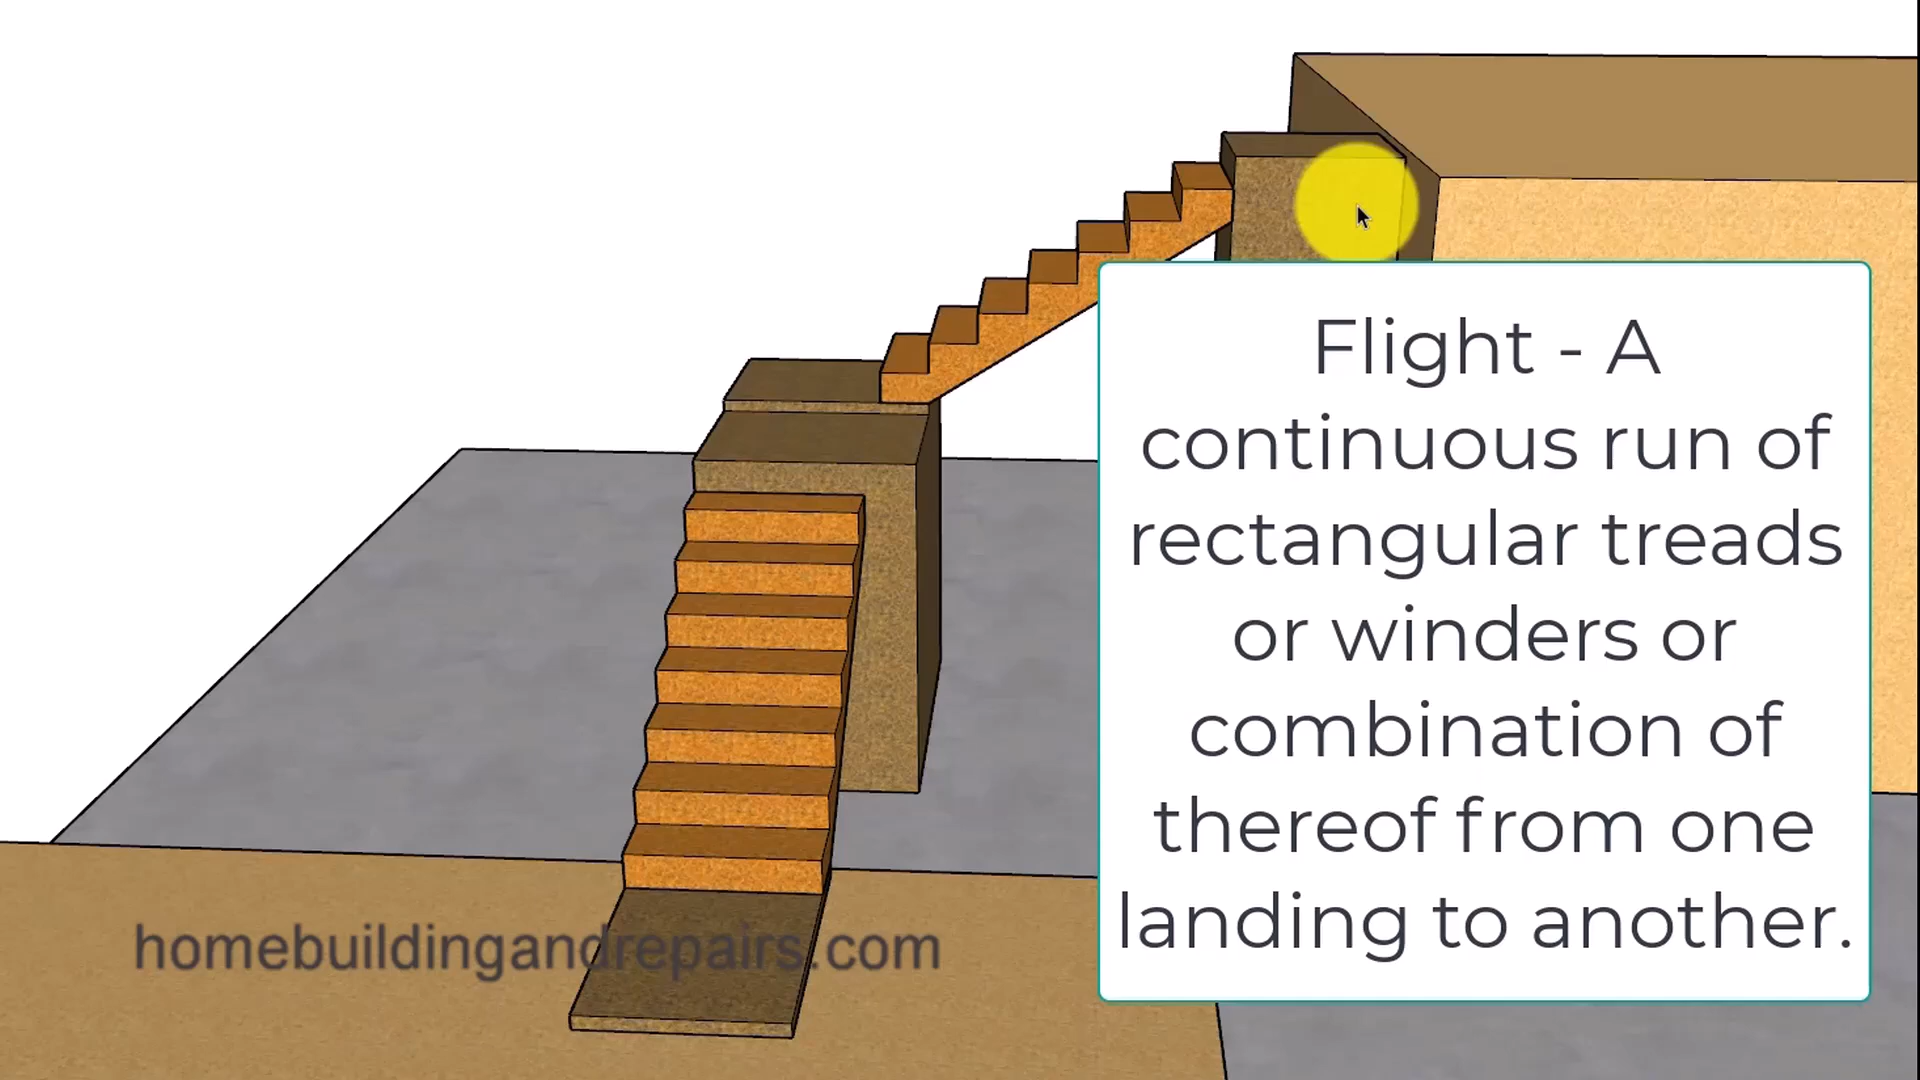 Flight - A
continuous run of
rectangular treads
or winders or
combination of
thereof from one
landing to another.
homebuildingandrepairs.com